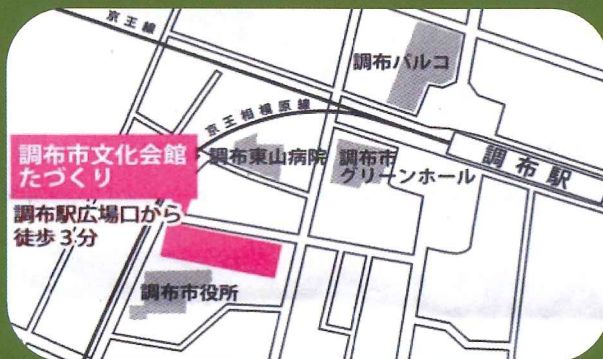 京王線
調布パルコ
京王相模原線
調布市文化会館
たづくり
調布東山病院
調布市
グリーンホール
調布駅
調布駅広場口から
徒歩3分
調布市役所